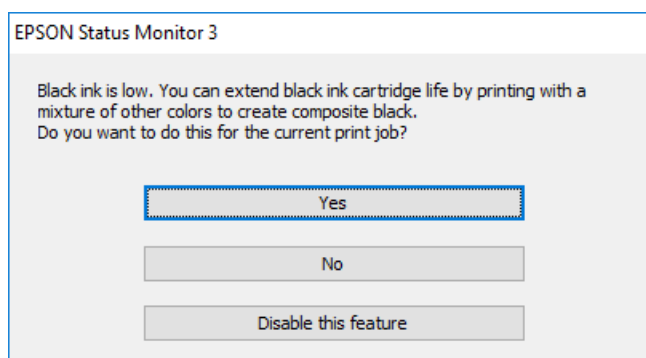 EPSON Status Monitor 3
Black ink is low. You can extend black ink cartridge life by printing with a
mixture of other colors to create composite black.
Do you want to do this for the current print job?
Yes
No
Disable this feature